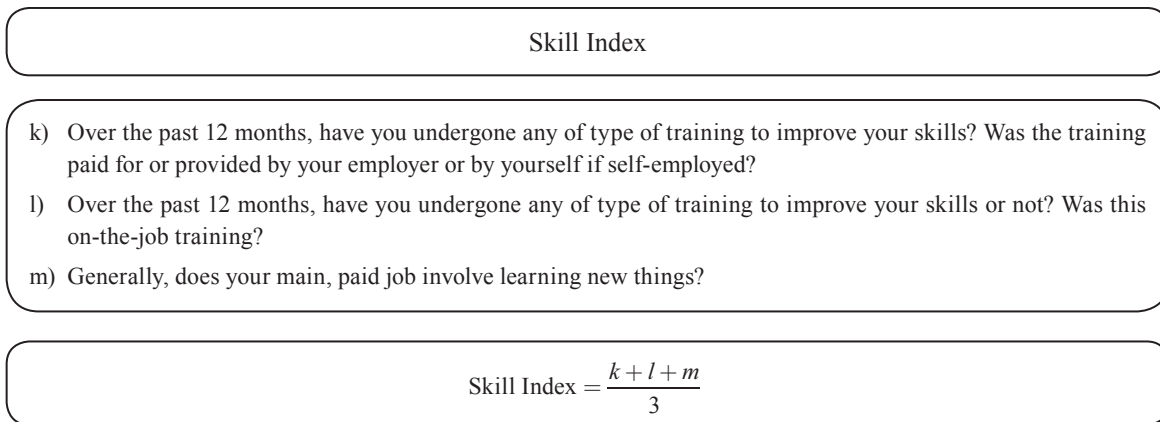 Skill Index
k) Over the past 12 months, have you undergone any of type of training to improve your skills? Was the training
paid for or provided by your employer or by yourself if self-employed?
l) Over the past 12 months, have you undergone any of type of training to improve your skills or not? Was this
on-the-job training?
m) Generally, does your main, paid job involve learning new things?
Skill Index = (k + l + m) / 3